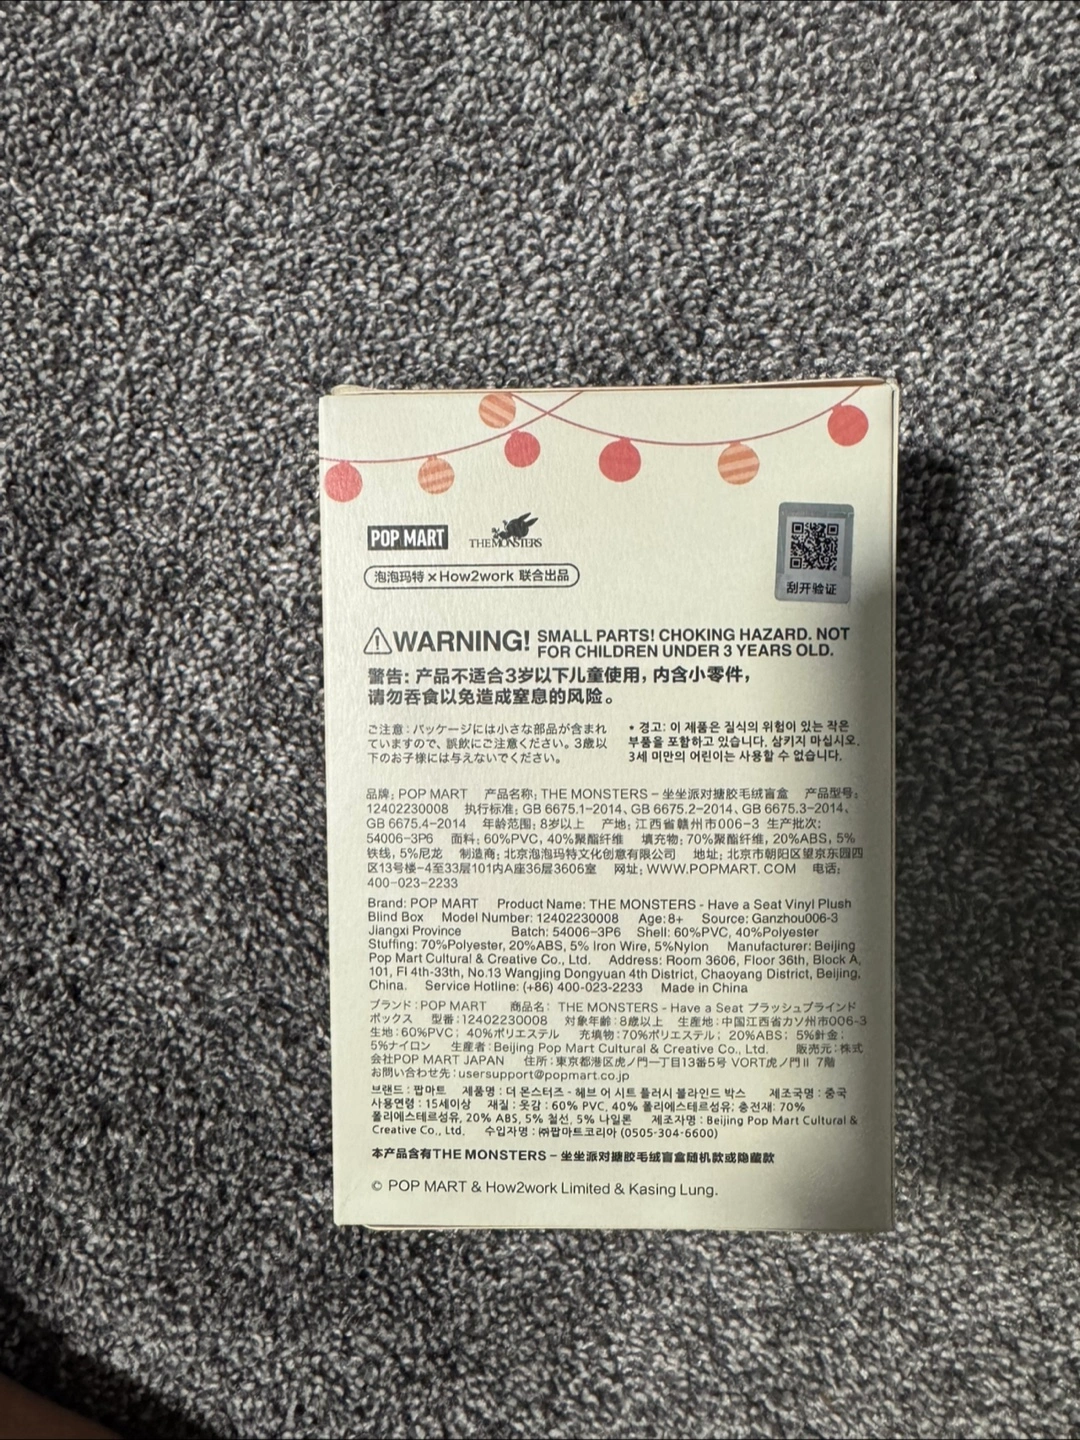 POP MART
THE MONSTERS
泡泡玛特×How2work 联合出品
刮开验证
WARNING! SMALL PARTS! CHOKING HAZARD. NOT
FOR CHILDREN UNDER 3 YEARS OLD.
警告: 产品不适合3岁以下儿童使用, 内含小零件,
请勿吞食以免造成窒息的风险。
ご注意:パッケージには小さな部品が含まれ
ていますので、誤飲にご注意ください。3歳以
下のお子様には与えないでください。
• 경고: 이 제품은 질식의 위험이 있는 작은
부품을 포함하고 있습니다. 삼키지 마십시오.
3세 미만의 어린이는 사용할 수 없습니다.
品牌: POP MART 产品名称: THE MONSTERS – 坐坐派对搪胶毛绒盲盒 产品型号:
12402230008 执行标准: GB 6675.1–2014、GB 6675.2–2014、GB 6675.3–2014、
GB 6675.4–2014 年龄范围: 8岁以上 产地: 江西省赣州市006–3 生产批次:
54006–3P6 面料: 60%PVC, 40%聚酯纤维 填充物: 70%聚酯纤维, 20%ABS, 5%
铁线, 5%尼龙 制造商: 北京泡泡玛特文化创意有限公司 地址: 北京市朝阳区望京东园四
区13号楼–4至33层101内A座36层3606室 网址: WWW.POPMART. COM 电话:
400–023–2233
Brand: POP MART Product Name: THE MONSTERS - Have a Seat Vinyl Plush
Blind Box Model Number: 12402230008 Age:8+ Source: Ganzhou006-3
Jiangxi Province Batch: 54006-3P6 Shell: 60%PVC, 40%Polyester
Stuffing: 70%Polyester, 20%ABS, 5% Iron Wire, 5%Nylon Manufacturer: Beijing
Pop Mart Cultural & Creative Co., Ltd. Address: Room 3606, Floor 36th, Block A,
101, Fl 4th-33th, No.13 Wangjing Dongyuan 4th District, Chaoyang District, Beijing,
China. Service Hotline: (+86) 400-023-2233 Made in China
ブランド:POP MART 商品名: THE MONSTERS - Have a Seat プラッシュブラインド
ボックス 型番:12402230008 対象年齢:8歳以上 生産地:中国江西省カソ州市006-3
生地:60%PVC; 40%ポリエステル 充填物:70%ポリエステル; 20%ABS; 5%針金;
5%ナイロン 生産者:Beijing Pop Mart Cultural & Creative Co., Ltd. 販売元:株式
会社POP MART JAPAN 住所:東京都港区虎ノ門一丁目13番5号 VORT虎ノ門Ⅱ 7階
お問い合わせ先:usersupport@popmart.co.jp
브랜드 : 팝마트 제품명 : 더 몬스터즈 - 헤브 어 시트 플러시 블라인드 박스 제조국명 : 중국
사용연령 : 15세이상 재질 : 옷감 : 60% PVC, 40% 폴리에스테르섬유; 충전재: 70%
폴리에스테르섬유, 20% ABS, 5% 철선, 5% 나일론 제조자명 : Beijing Pop Mart Cultural &
Creative Co., Ltd. 수입자명 : ㈜팝마트코리아 (0505-304-6600)
本产品含有THE MONSTERS – 坐坐派对搪胶毛绒盲盒随机款或隐藏款
© POP MART & How2work Limited & Kasing Lung.